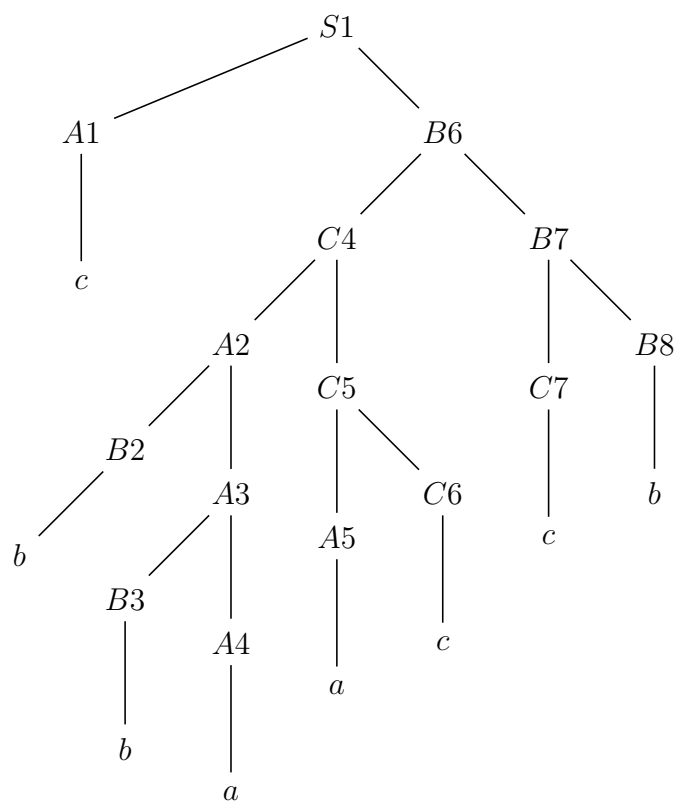 S1
A1 B6
c C4 B7
A2 B8
B2 C5 C7
b A3 A5 C6 c b
B3 A4 c
b a a